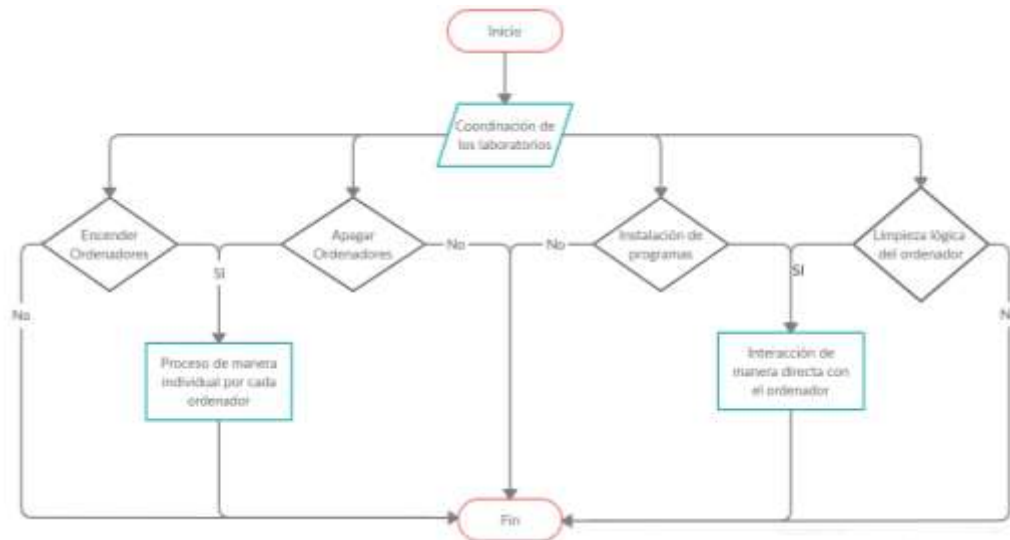 Inicio
Coordinación de
los laboratorios
Encender
Ordenadores
Apagar
Ordenadores
Instalación de
programas
Limpieza lógica
del ordenador
No
No
SI
SI
No
Proceso de manera
individual por cada
ordenador
Interacción de
manera directa con
el ordenador
Fin